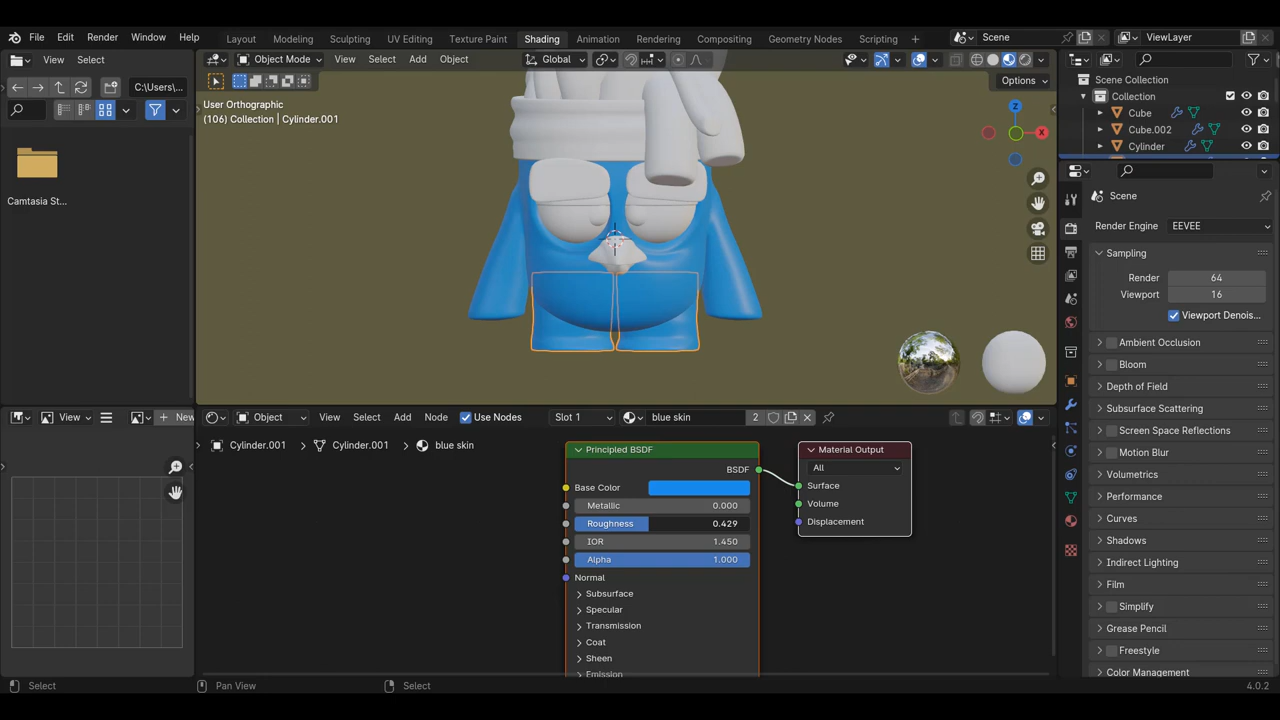 File Edit Render Window Help
Layout Modeling Sculpting UV Editing Texture Paint Shading Animation Rendering Compositing Geometry Nodes Scripting
Scene
ViewLayer
View Select
Object Mode View Select Add Object
Global
C:\...
Options
User Orthographic
(106) Collection | Cylinder.001
Z
X
Camtasia St...
Scene Collection
Collection
Cube
Cube.002
Cylinder
Scene
Render Engine EEVEE
Sampling
Render 64
Viewport 16
Viewport Denois...
Ambient Occlusion
Bloom
Depth of Field
Subsurface Scattering
Screen Space Reflections
Motion Blur
Volumetrics
Performance
Curves
Shadows
Indirect Lighting
Film
Simplify
Grease Pencil
Freestyle
Color Management
View
New
Object View Select Add Node Use Nodes Slot 1 blue skin 2
Cylinder.001 Cylinder.001 blue skin
Principled BSDF
BSDF
Base Color
Metallic 0.000
Roughness 0.429
IOR 1.450
Alpha 1.000
Normal
Subsurface
Specular
Transmission
Coat
Sheen
Emission
Material Output
All
Surface
Volume
Displacement
Select
Pan View
Select
4.0.2